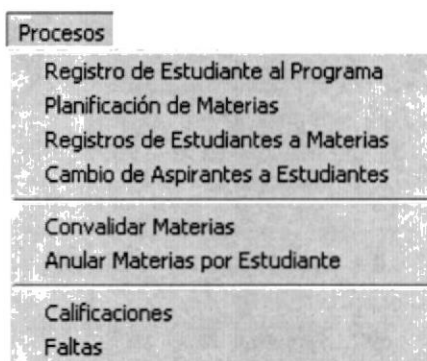 Procesos
Registro de Estudiante al Programa
Planificación de Materias
Registros de Estudiantes a Materias
Cambio de Aspirantes a Estudiantes
Convalidar Materias
Anular Materias por Estudiante
Calificaciones
Faltas